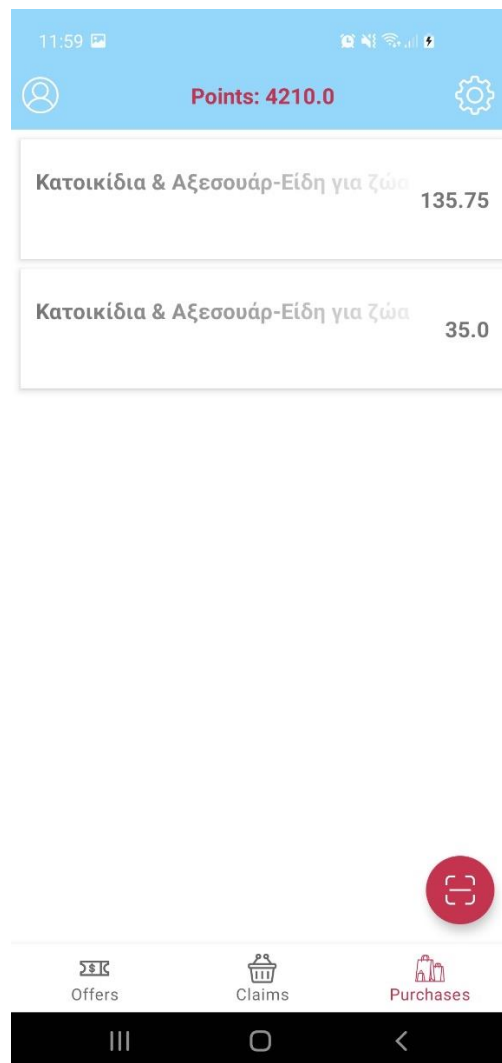 11:59
Points: 4210.0
Κατοικίδια & Αξεσουάρ-Είδη για ζώα
135.75
Κατοικίδια & Αξεσουάρ-Είδη για ζώα
35.0
Offers
Claims
Purchases